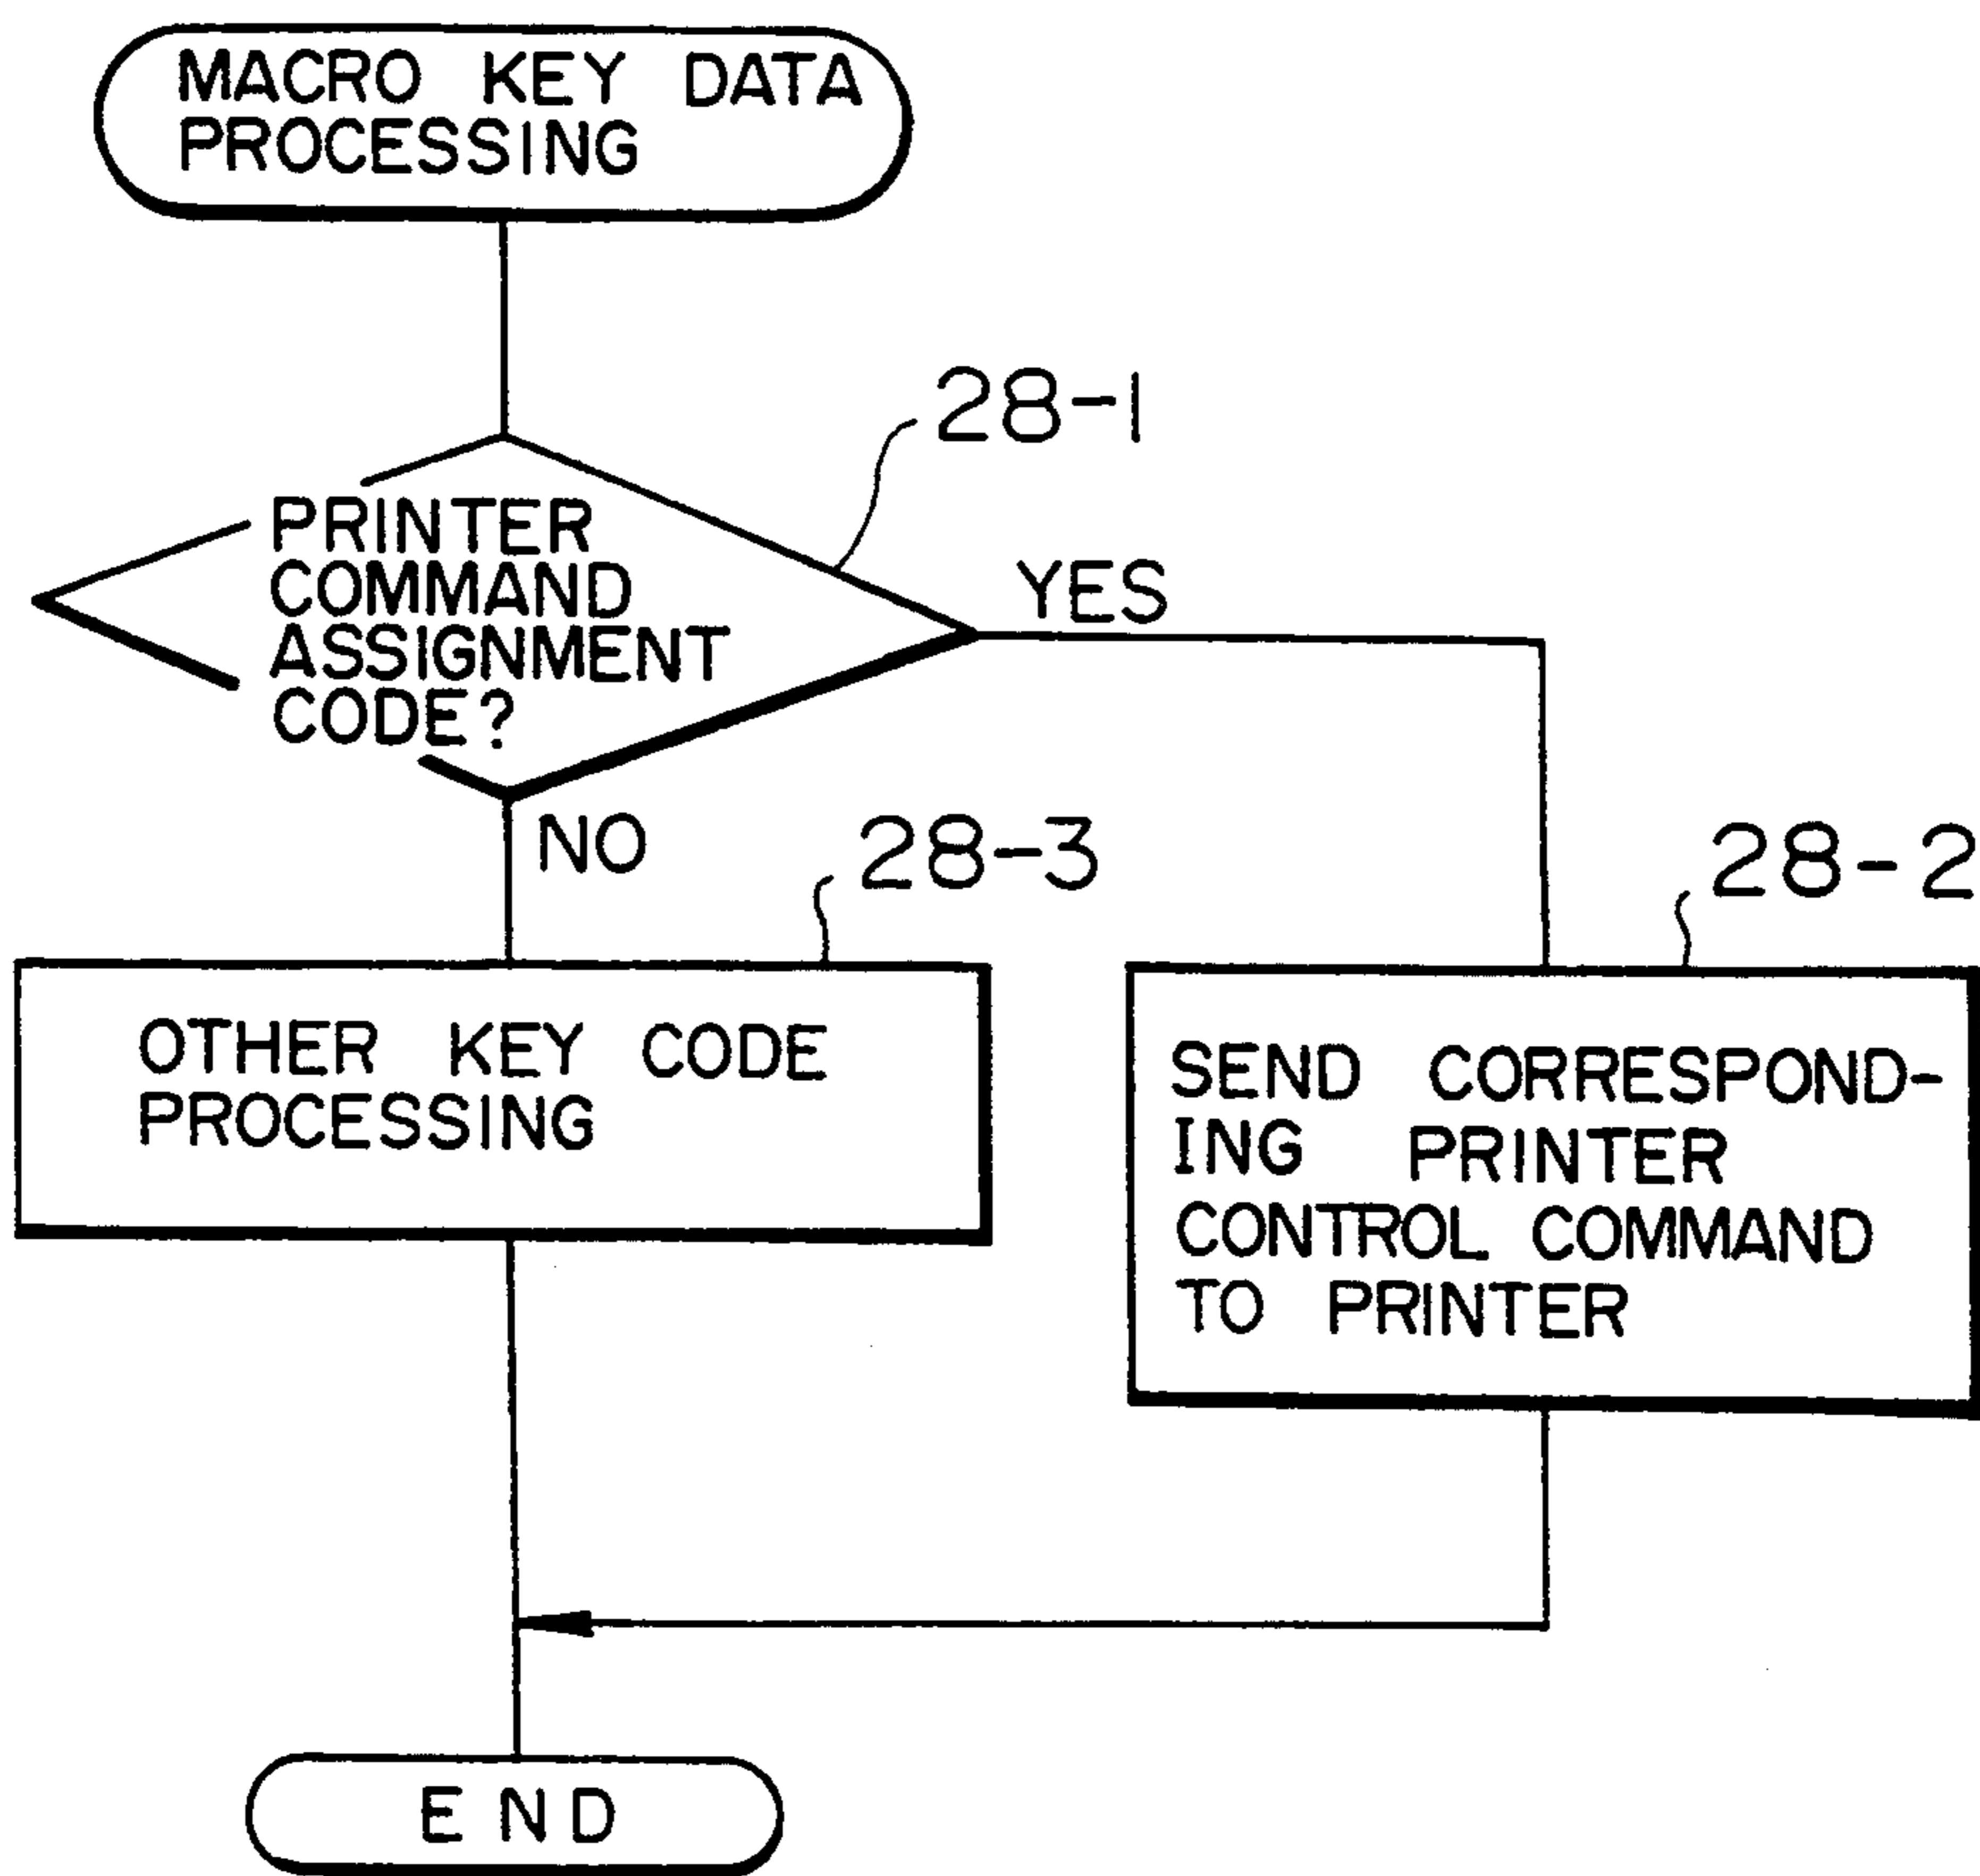 MACRO KEY DATA
PROCESSING
28-1
PRINTER
COMMAND
ASSIGNMENT
CODE?
YES
NO
28-3
28-2
OTHER KEY CODE
PROCESSING
SEND CORRESPOND-
ING PRINTER
CONTROL COMMAND
TO PRINTER
END